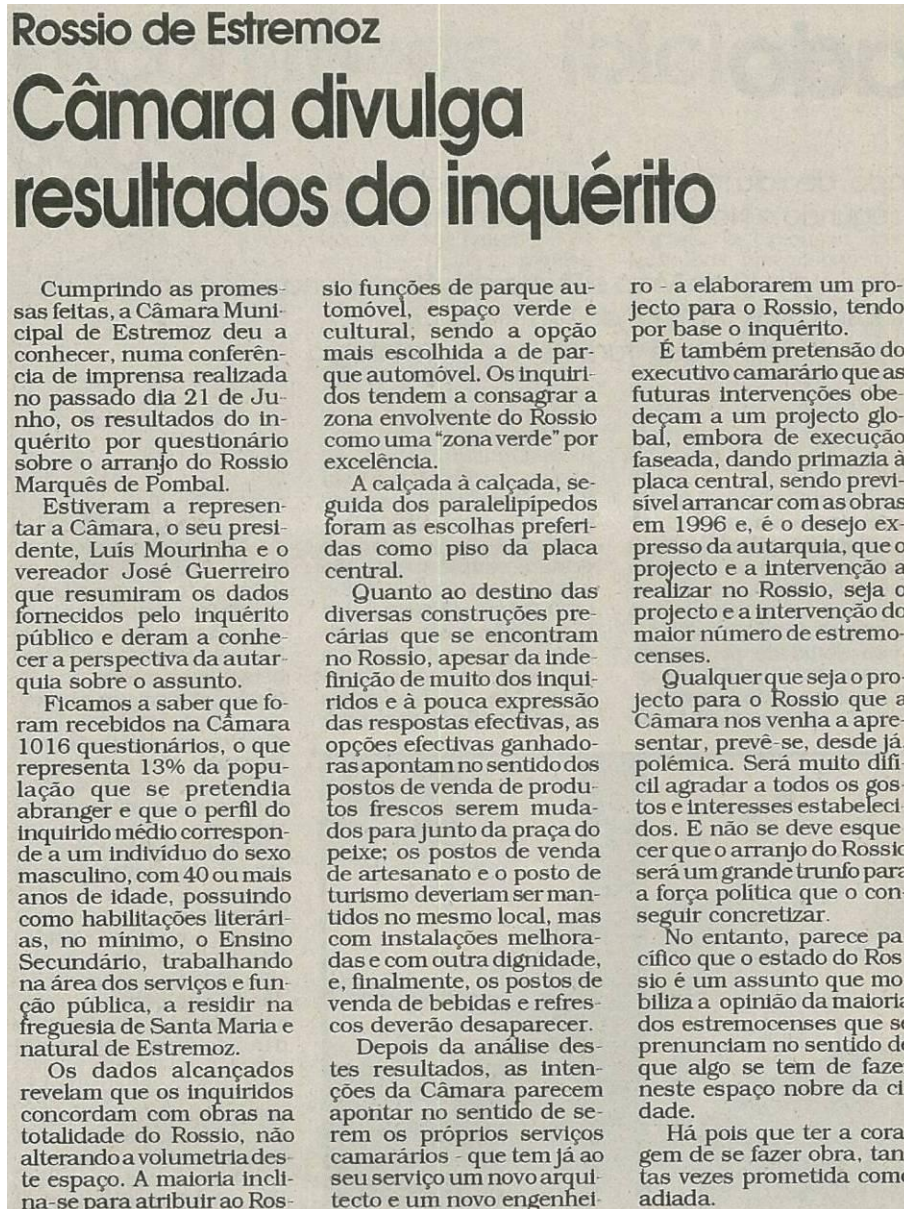 Rossio de Estremoz
Câmara divulga
resultados do inquérito
Cumprindo as promes-
sas feitas, a Câmara Muni-
cipal de Estremoz deu a
conhecer, numa conferên-
cia de imprensa realizada
no passado dia 21 de Ju-
nho, os resultados do in-
quérito por questionário
sobre o arranjo do Rossio
Marquês de Pombal.
Estiveram a represen-
tar a Câmara, o seu presi-
dente, Luís Mourinha e o
vereador José Guerreiro
que resumiram os dados
fornecidos pelo inquérito
público e deram a conhe-
cer a perspectiva da autar-
quia sobre o assunto.
Ficamos a saber que fo-
ram recebidos na Câmara
1016 questionários, o que
representa 13% da popu-
lação que se pretendia
abranger e que o perfil do
inquirido médio correspon-
de a um indivíduo do sexo
masculino, com 40 ou mais
anos de idade, possuindo
como habilitações literári-
as, no mínimo, o Ensino
Secundário, trabalhando
na área dos serviços e fun-
ção pública, a residir na
freguesia de Santa Maria e
natural de Estremoz.
Os dados alcançados
revelam que os inquiridos
concordam com obras na
totalidade do Rossio, não
alterando a volumetria des-
te espaço. A maioria incli-
na-se para atribuir ao Ros-
sio funções de parque au-
tomóvel, espaço verde e
cultural, sendo a opção
mais escolhida a de par-
que automóvel. Os inquiri-
dos tendem a consagrar a
zona envolvente do Rossio
como uma "zona verde" por
excelência.
A calçada à calçada, se-
guida dos paralelipípedos
foram as escolhas preferi-
das como piso da placa
central.
Quanto ao destino das
diversas construções pre-
cárias que se encontram
no Rossio, apesar da inde-
finição de muito dos inqui-
ridos e à pouca expressão
das respostas efectivas, as
opções efectivas ganhado-
ras apontam no sentido dos
postos de venda de produ-
tos frescos serem muda-
dos para junto da praça do
peixe; os postos de venda
de artesanato e o posto de
turismo deveriam ser man-
tidos no mesmo local, mas
com instalações melhora-
das e com outra dignidade,
e, finalmente, os postos de
venda de bebidas e refres-
cos deverão desaparecer.
Depois da análise des-
tes resultados, as inten-
ções da Câmara parecem
apontar no sentido de se-
rem os próprios serviços
camarários - que tem já ao
seu serviço um novo arqui-
tecto e um novo engenhei-
ro - a elaborarem um pro-
jecto para o Rossio, tendo
por base o inquérito.
É também pretensão do
executivo camarário que as
futuras intervenções obe-
deçam a um projecto glo-
bal, embora de execução
faseada, dando primazia à
placa central, sendo previ-
sível arrancar com as obras
em 1996 e, é o desejo ex-
presso da autarquia, que o
projecto e a intervenção a
realizar no Rossio, seja o
projecto e a intervenção do
maior número de estremo-
censes.
Qualquer que seja o pro-
jecto para o Rossio que a
Câmara nos venha a apre-
sentar, prevê-se, desde já,
polémica. Será muito difí-
cil agradar a todos os gos-
tos e interesses estabeleci-
dos. E não se deve esque
cer que o arranjo do Rossio
será um grande trunfo para
a força política que o con-
seguir concretizar.
No entanto, parece pa
cífico que o estado do Ros
sio é um assunto que mo
biliza a opinião da maioria
dos estremocenses que se
prenunciam no sentido de
que algo se tem de fazer
neste espaço nobre da ci
dade.
Há pois que ter a cora
gem de se fazer obra, tan
tas vezes prometida como
adiada.